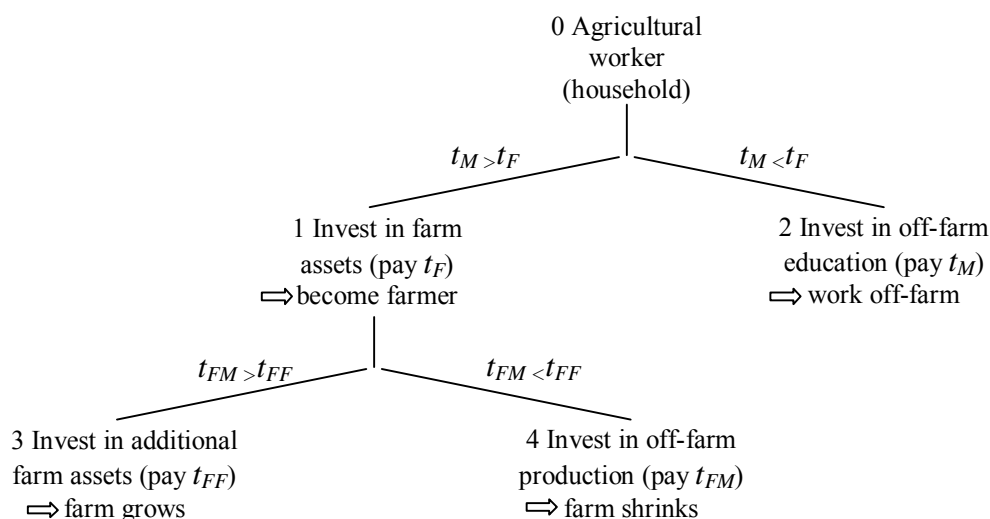 0 Agricultural
worker
(household)
t_M > t_F
t_M < t_F
1 Invest in farm
assets (pay t_F)
⇨ become farmer
2 Invest in off-farm
education (pay t_M)
⇨ work off-farm
t_FM > t_FF
t_FM < t_FF
3 Invest in additional
farm assets (pay t_FF)
⇨ farm grows
4 Invest in off-farm
production (pay t_FM)
⇨ farm shrinks